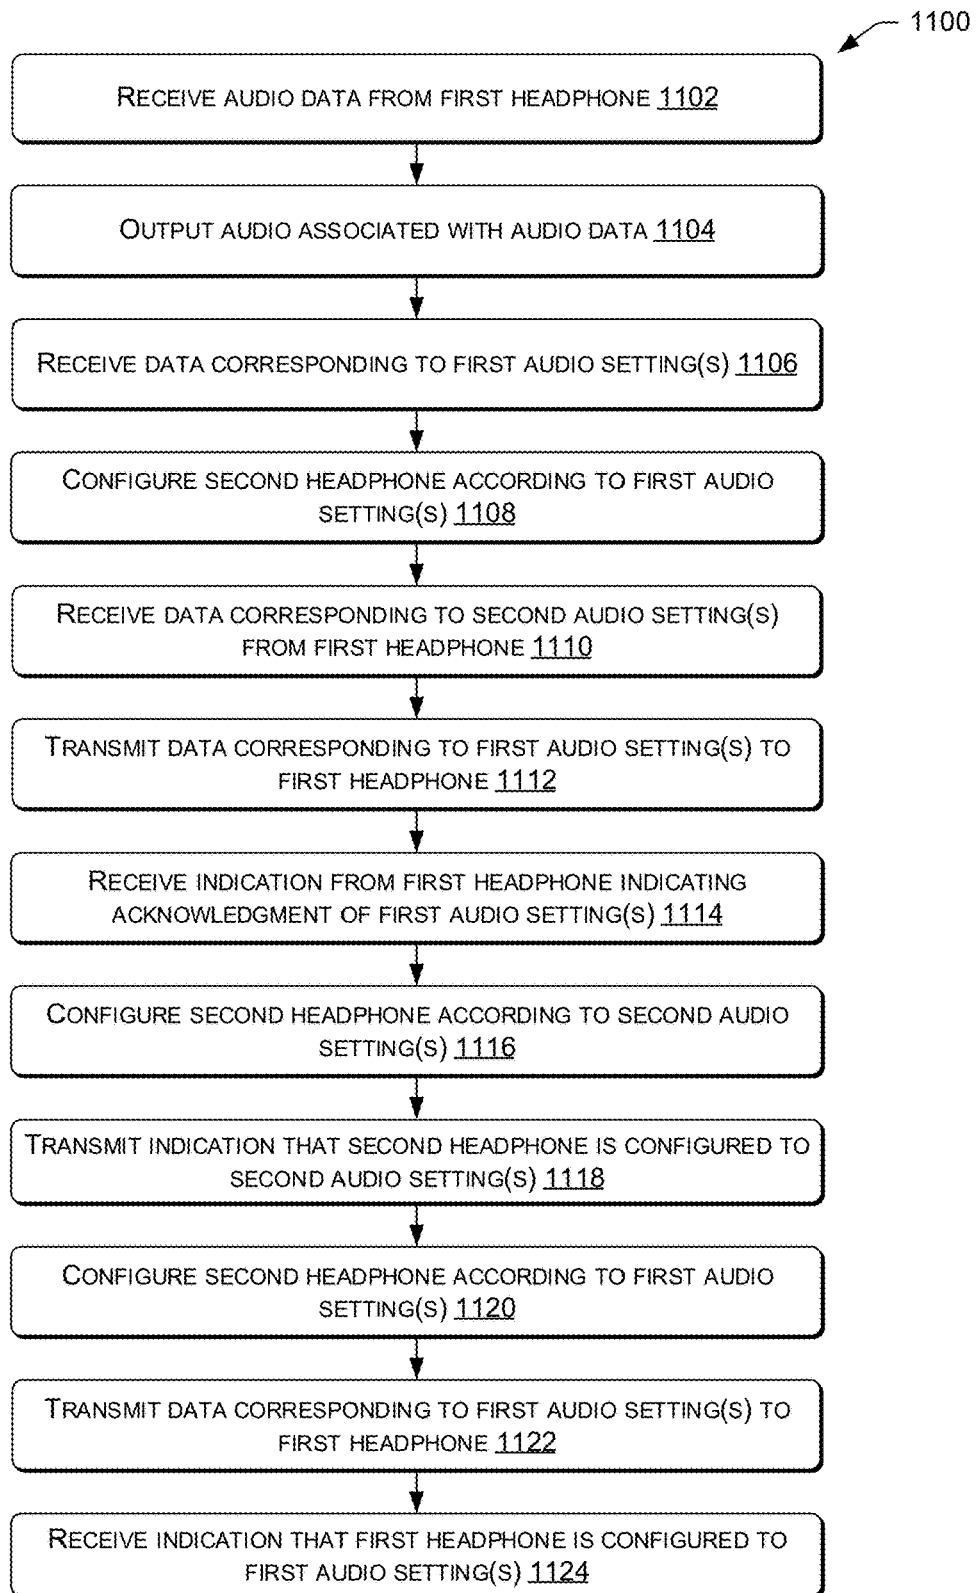 1100
RECEIVE AUDIO DATA FROM FIRST HEADPHONE 1102
OUTPUT AUDIO ASSOCIATED WITH AUDIO DATA 1104
RECEIVE DATA CORRESPONDING TO FIRST AUDIO SETTING(S) 1106
CONFIGURE SECOND HEADPHONE ACCORDING TO FIRST AUDIO
SETTING(S) 1108
RECEIVE DATA CORRESPONDING TO SECOND AUDIO SETTING(S)
FROM FIRST HEADPHONE 1110
TRANSMIT DATA CORRESPONDING TO FIRST AUDIO SETTING(S) TO
FIRST HEADPHONE 1112
RECEIVE INDICATION FROM FIRST HEADPHONE INDICATING
ACKNOWLEDGMENT OF FIRST AUDIO SETTING(S) 1114
CONFIGURE SECOND HEADPHONE ACCORDING TO SECOND AUDIO
SETTING(S) 1116
TRANSMIT INDICATION THAT SECOND HEADPHONE IS CONFIGURED TO
SECOND AUDIO SETTING(S) 1118
CONFIGURE SECOND HEADPHONE ACCORDING TO FIRST AUDIO
SETTING(S) 1120
TRANSMIT DATA CORRESPONDING TO FIRST AUDIO SETTING(S) TO
FIRST HEADPHONE 1122
RECEIVE INDICATION THAT FIRST HEADPHONE IS CONFIGURED TO
FIRST AUDIO SETTING(S) 1124